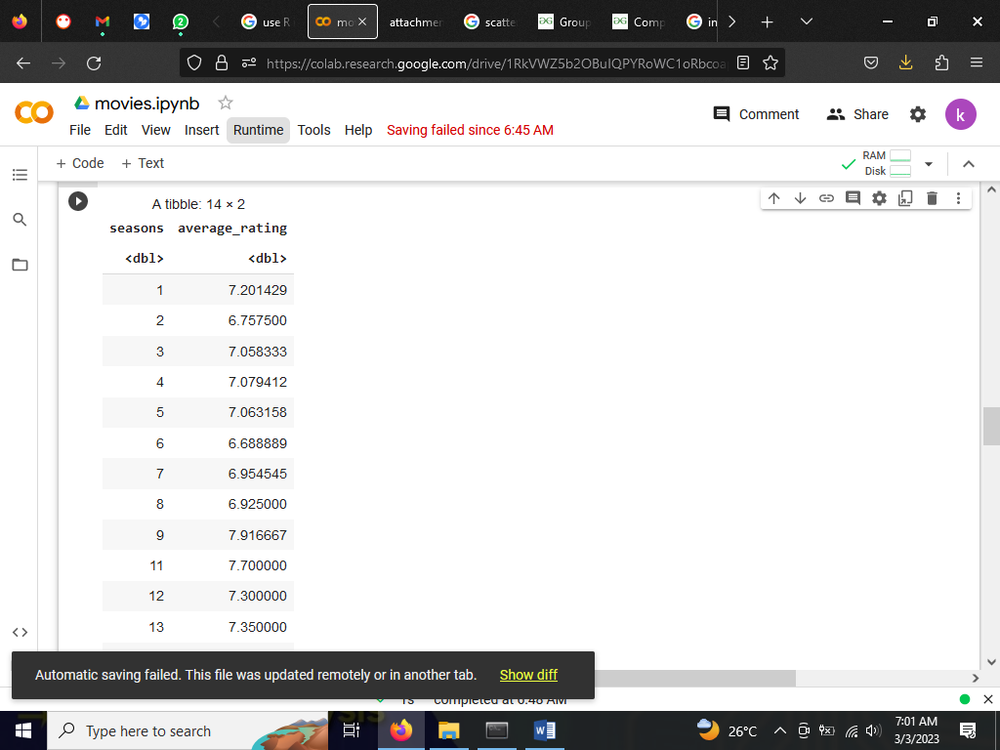 use R
mo
attachmer
scatte
Group
Comp
in
https://colab.research.google.com/drive/1RkVWZ5b2OBuIQPYRoWC1oRbcoa
movies.ipynb
File Edit View Insert Runtime Tools Help Saving failed since 6:45 AM
Comment
Share
k
+ Code + Text
RAM
Disk
A tibble: 14 × 2
seasons average_rating
<dbl> <dbl>
1 7.201429
2 6.757500
3 7.058333
4 7.079412
5 7.063158
6 6.688889
7 6.954545
8 6.925000
9 7.916667
11 7.700000
12 7.300000
13 7.350000
Automatic saving failed. This file was updated remotely or in another tab. Show diff
1s completed at 6:48 AM
Type here to search
26°C
7:01 AM
3/3/2023